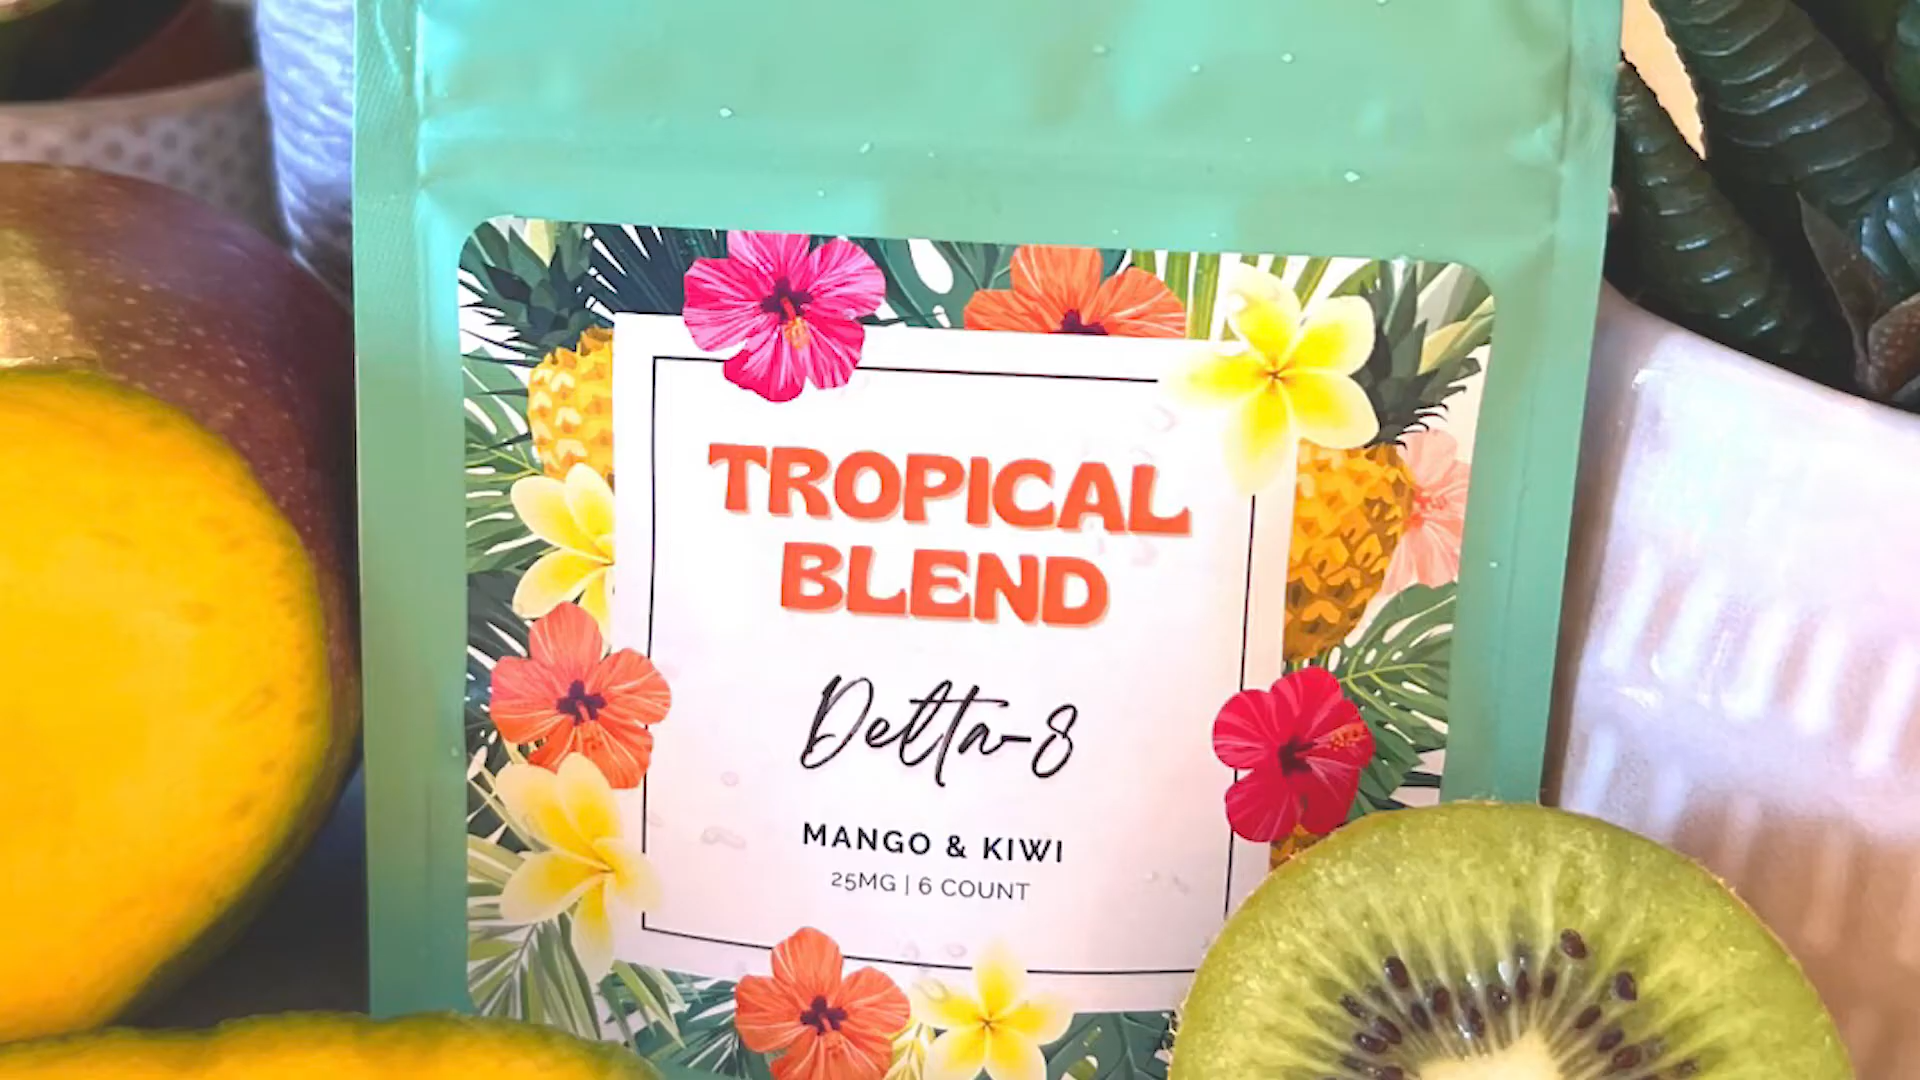 TROPICAL
BLEND
Delta-8
MANGO & KIWI
25MG | 6 COUNT